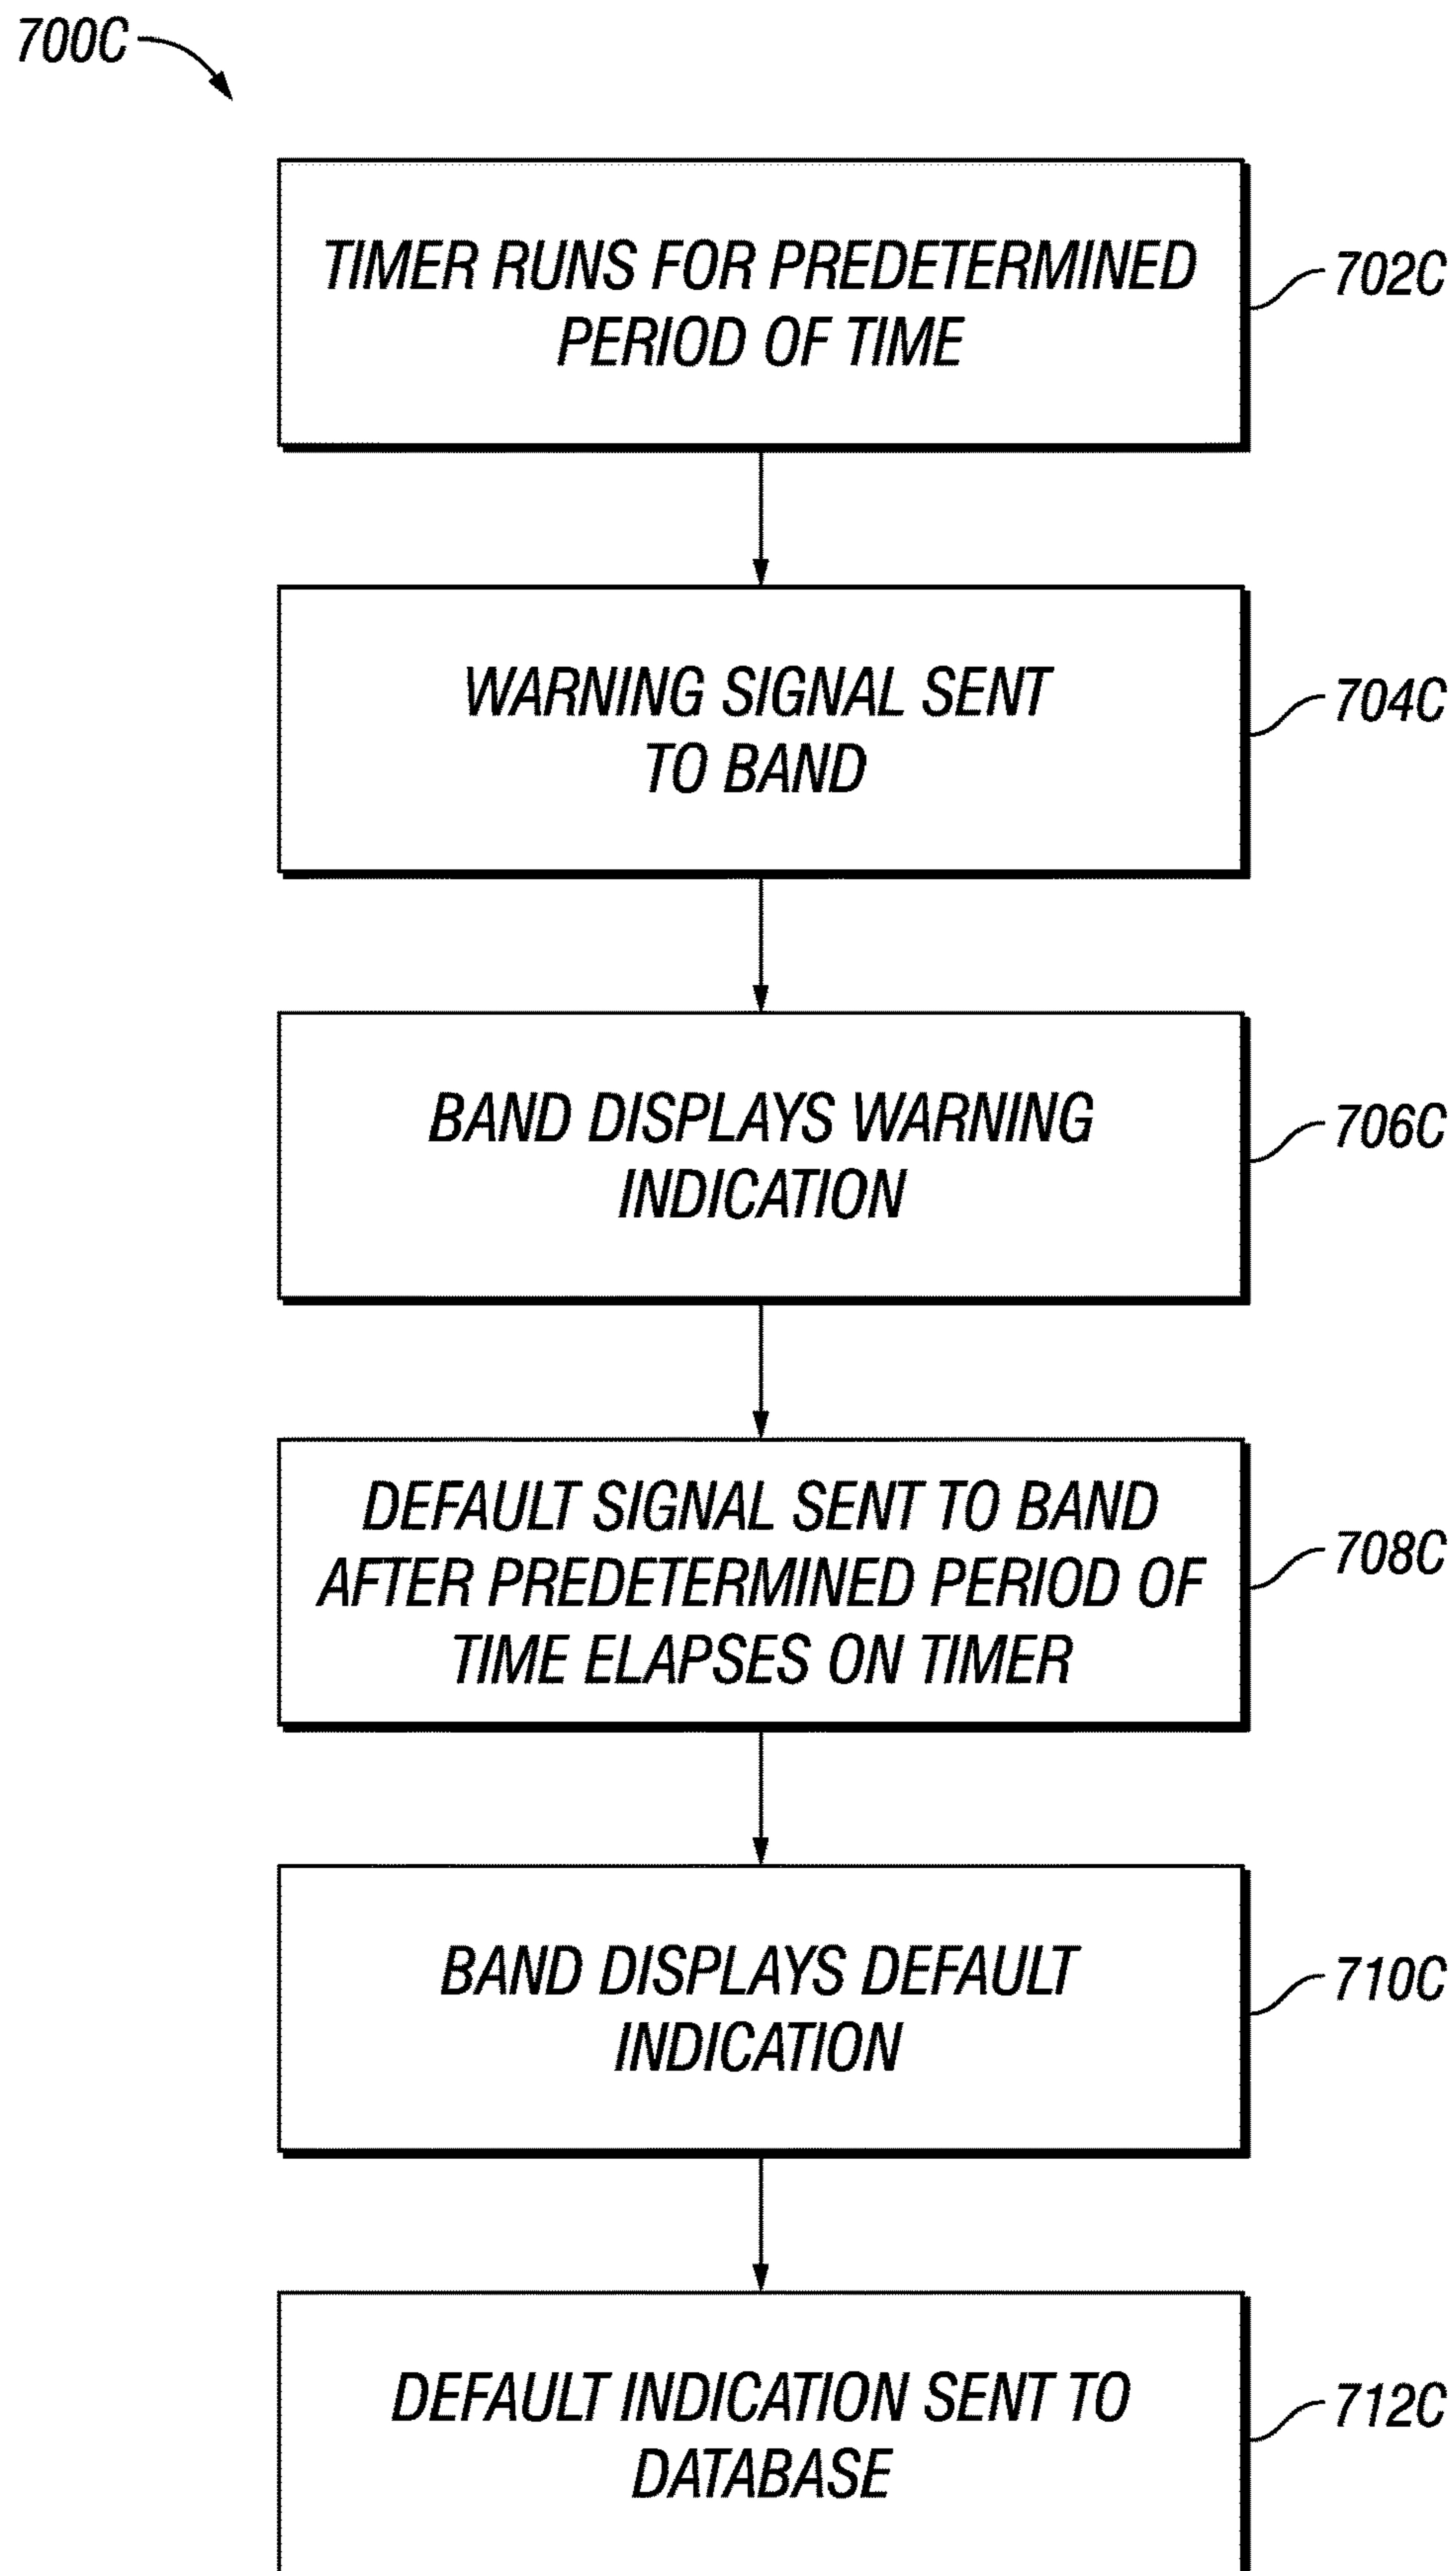 700C
TIMER RUNS FOR PREDETERMINED
PERIOD OF TIME
702C
WARNING SIGNAL SENT
TO BAND
704C
BAND DISPLAYS WARNING
INDICATION
706C
DEFAULT SIGNAL SENT TO BAND
AFTER PREDETERMINED PERIOD OF
TIME ELAPSES ON TIMER
708C
BAND DISPLAYS DEFAULT
INDICATION
710C
DEFAULT INDICATION SENT TO
DATABASE
712C